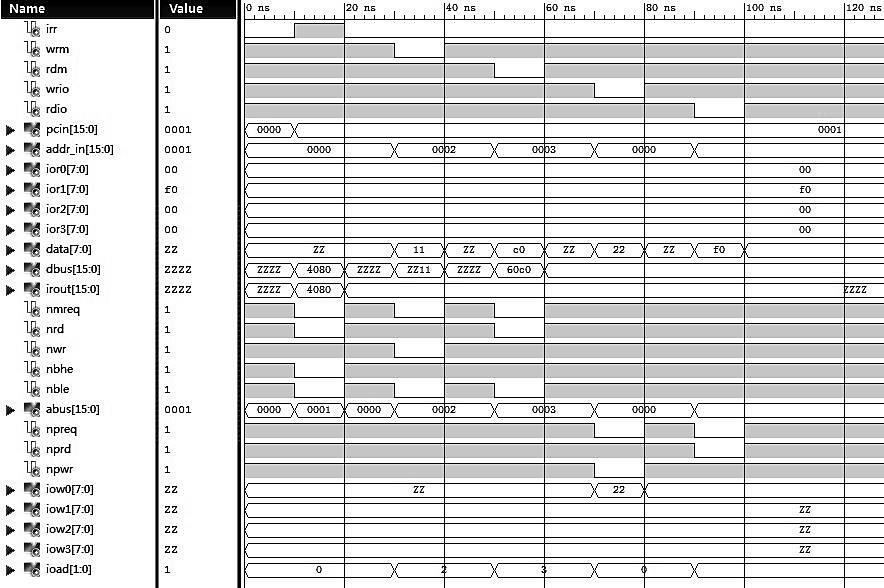 Name Value 0 ns 20 ns 40 ns 60 ns 80 ns 100 ns 120 ns
irr 0
wrm 1
rdm 1
wrio 1
rdio 1
pcin[15:0] 0001 0000 0001
addr_in[15:0] 0001 0000 0002 0003 0000
ior0[7:0] 00 00
ior1[7:0] f0 f0
ior2[7:0] 00 00
ior3[7:0] 00 00
data[7:0] ZZ ZZ 11 ZZ c0 ZZ 22 ZZ f0
dbus[15:0] ZZZZ ZZZZ 4080 ZZZZ ZZ11 ZZZZ 60c0
irout[15:0] ZZZZ ZZZZ 4080 ZZZZ
nmreq 1
nrd 1
nwr 1
nbhe 1
nble 1
abus[15:0] 0001 0000 0001 0000 0002 0003 0000
npreq 1
nprd 1
npwr 1
iow0[7:0] ZZ ZZ 22
iow1[7:0] ZZ ZZ
iow2[7:0] ZZ ZZ
iow3[7:0] ZZ ZZ
ioad[1:0] 1 0 2 3 0